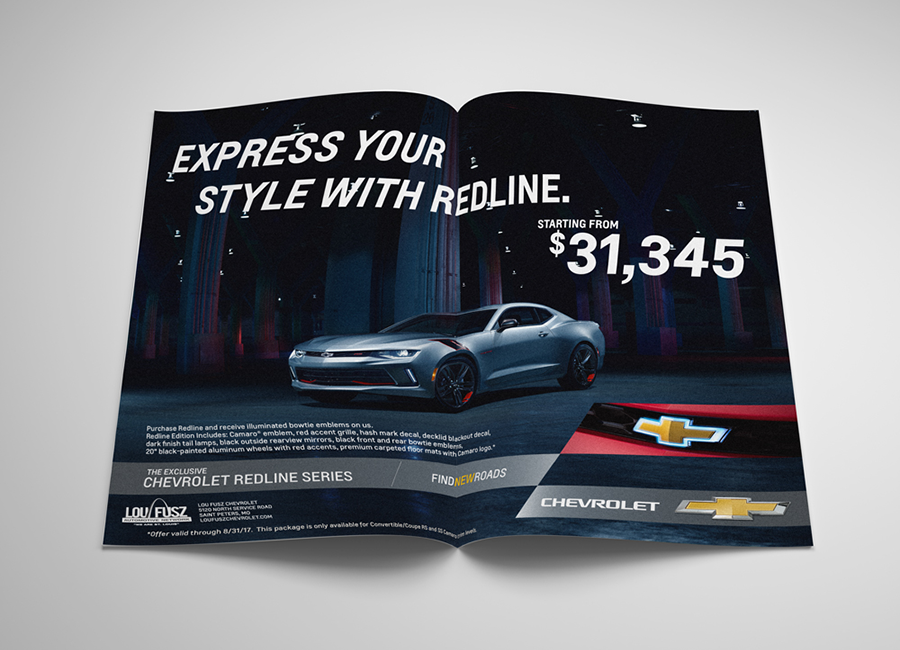 EXPRESS YOUR
STYLE WITH REDLINE.
STARTING FROM
$31,345
Purchase Redline and receive illuminated bowtie emblems on us.
Redline Edition Includes: Camaro® emblem, red accent grille, hash mark decal, decklid blackout decal,
dark finish tail lamps, black outside rearview mirrors, black front and rear bowtie emblems,
20" black-painted aluminum wheels with red accents, premium carpeted floor mats with Camaro logo.*
THE EXCLUSIVE
CHEVROLET REDLINE SERIES
FINDNEWROADS
CHEVROLET
LOU FUSZ
AUTOMOTIVE NETWORK
LOU FUSZ CHEVROLET
5120 NORTH SERVICE ROAD
SAINT PETERS, MO
LOUFUSZCHEVROLET.COM
*Offer valid through 8/31/17. This package is only available for Convertible/Coupe RS and SS Camaro